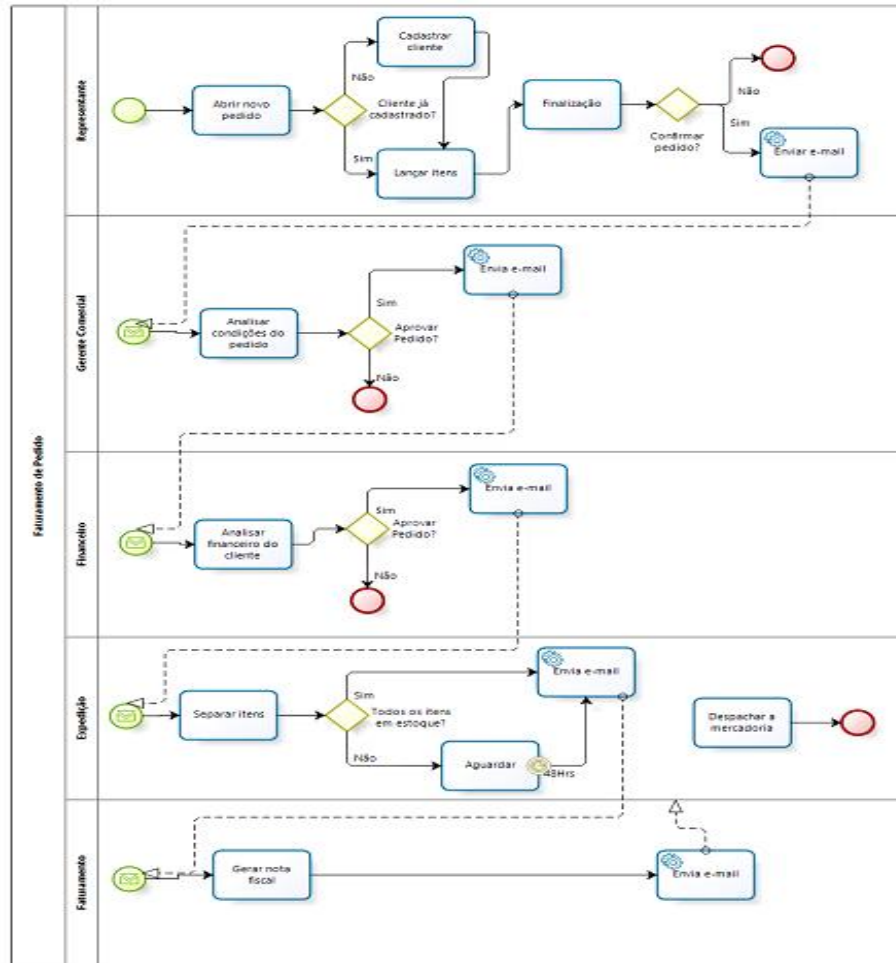 Faturamento de Pedido
Representante
Abrir novo
pedido
Não
Cliente já
cadastrado?
Sim
Cadastrar
cliente
Lançar itens
Finalização
Confirmar
pedido?
Não
Sim
Enviar e-mail
Gerente Comercial
Analisar
condições do
pedido
Sim
Aprovar
Pedido?
Não
Envia e-mail
Financeiro
Analisar
financeiro do
cliente
Sim
Aprovar
Pedido?
Não
Envia e-mail
Expedição
Separar itens
Sim
Todos os itens
em estoque?
Não
Aguardar
48Hrs
Envia e-mail
Despachar a
mercadoria
Faturamento
Gerar nota
fiscal
Envia e-mail